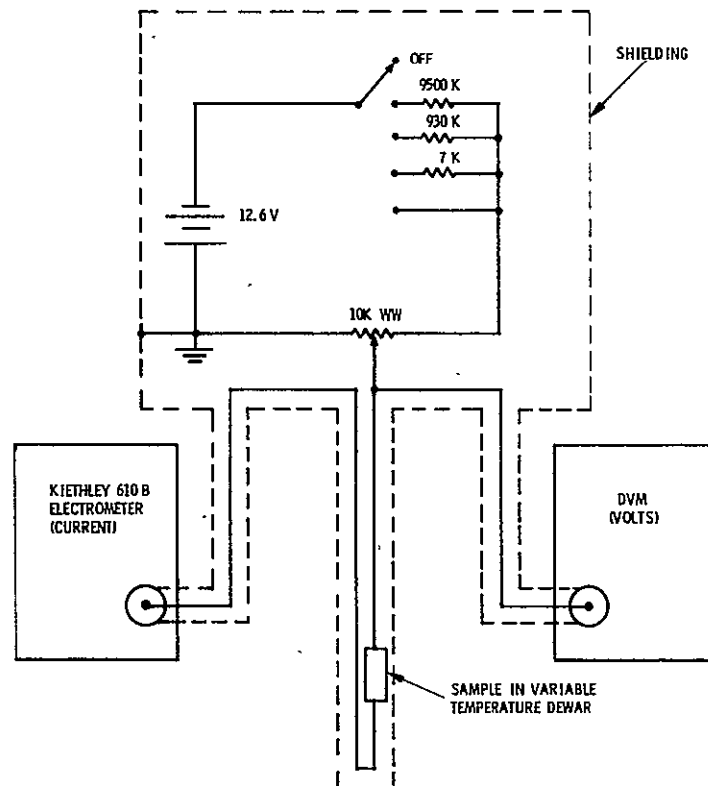 SHIELDING
OFF
9500 K
930 K
7 K
12.6 V
10K WW
KIETHLEY 610 B
ELECTROMETER
(CURRENT)
DVM
(VOLTS)
SAMPLE IN VARIABLE
TEMPERATURE DEWAR